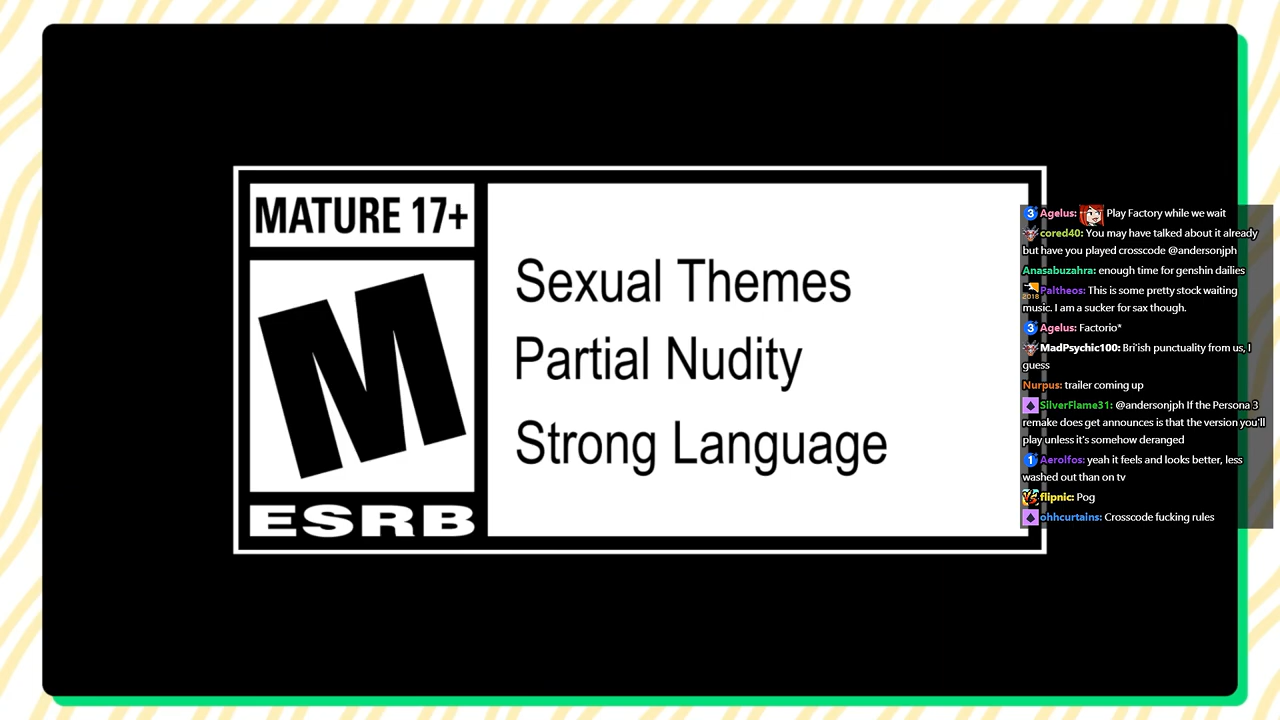 MATURE 17+
M
ESRB
Sexual Themes
Partial Nudity
Strong Language
3 Agelus: Play Factory while we wait
cored40: You may have talked about it already
but have you played crosscode @andersonjph
Anasabuzahra: enough time for genshin dailies
2018 Paltheos: This is some pretty stock waiting
music. I am a sucker for sax though.
3 Agelus: Factorio*
MadPsychic100: Bri'ish punctuality from us, I
guess
Nurpus: trailer coming up
SilverFlame31: @andersonjph If the Persona 3
remake does get announces is that the version you'll
play unless it's somehow deranged
1 Aerolfos: yeah it feels and looks better, less
washed out than on tv
flipnic: Pog
ohhcurtains: Crosscode fucking rules